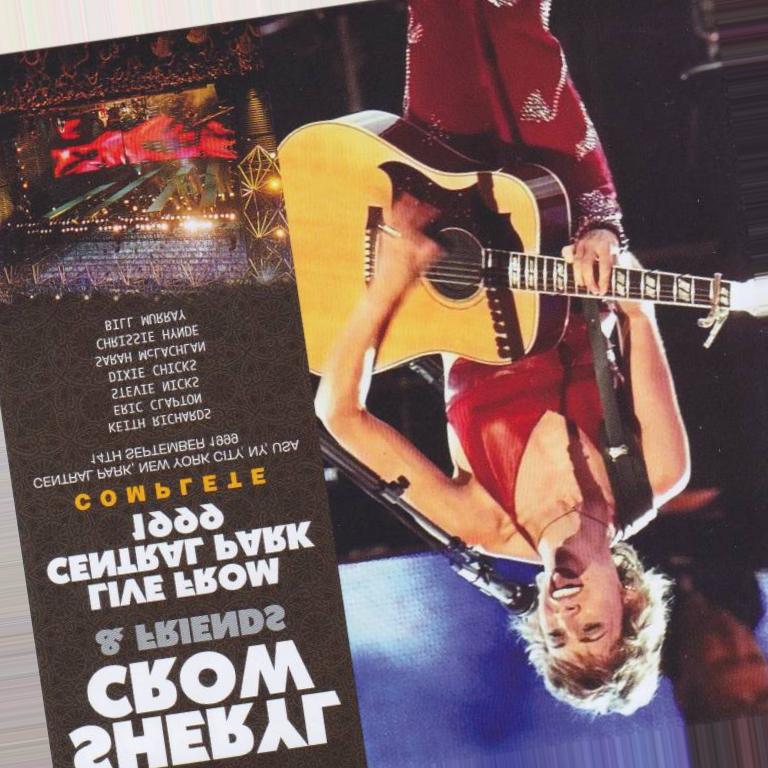 SHERYL
CROW
& FRIENDS
LIVE FROM
CENTRAL PARK
1999
COMPLETE
CENTRAL PARK, NEW YORK CITY, NY, USA
14TH SEPTEMBER 1999
KEITH RICHARDS
ERIC CLAPTON
STEVIE NICKS
DIXIE CHICKS
SARAH McLACHLAN
CHRISSIE HYNDE
BILL MURRAY